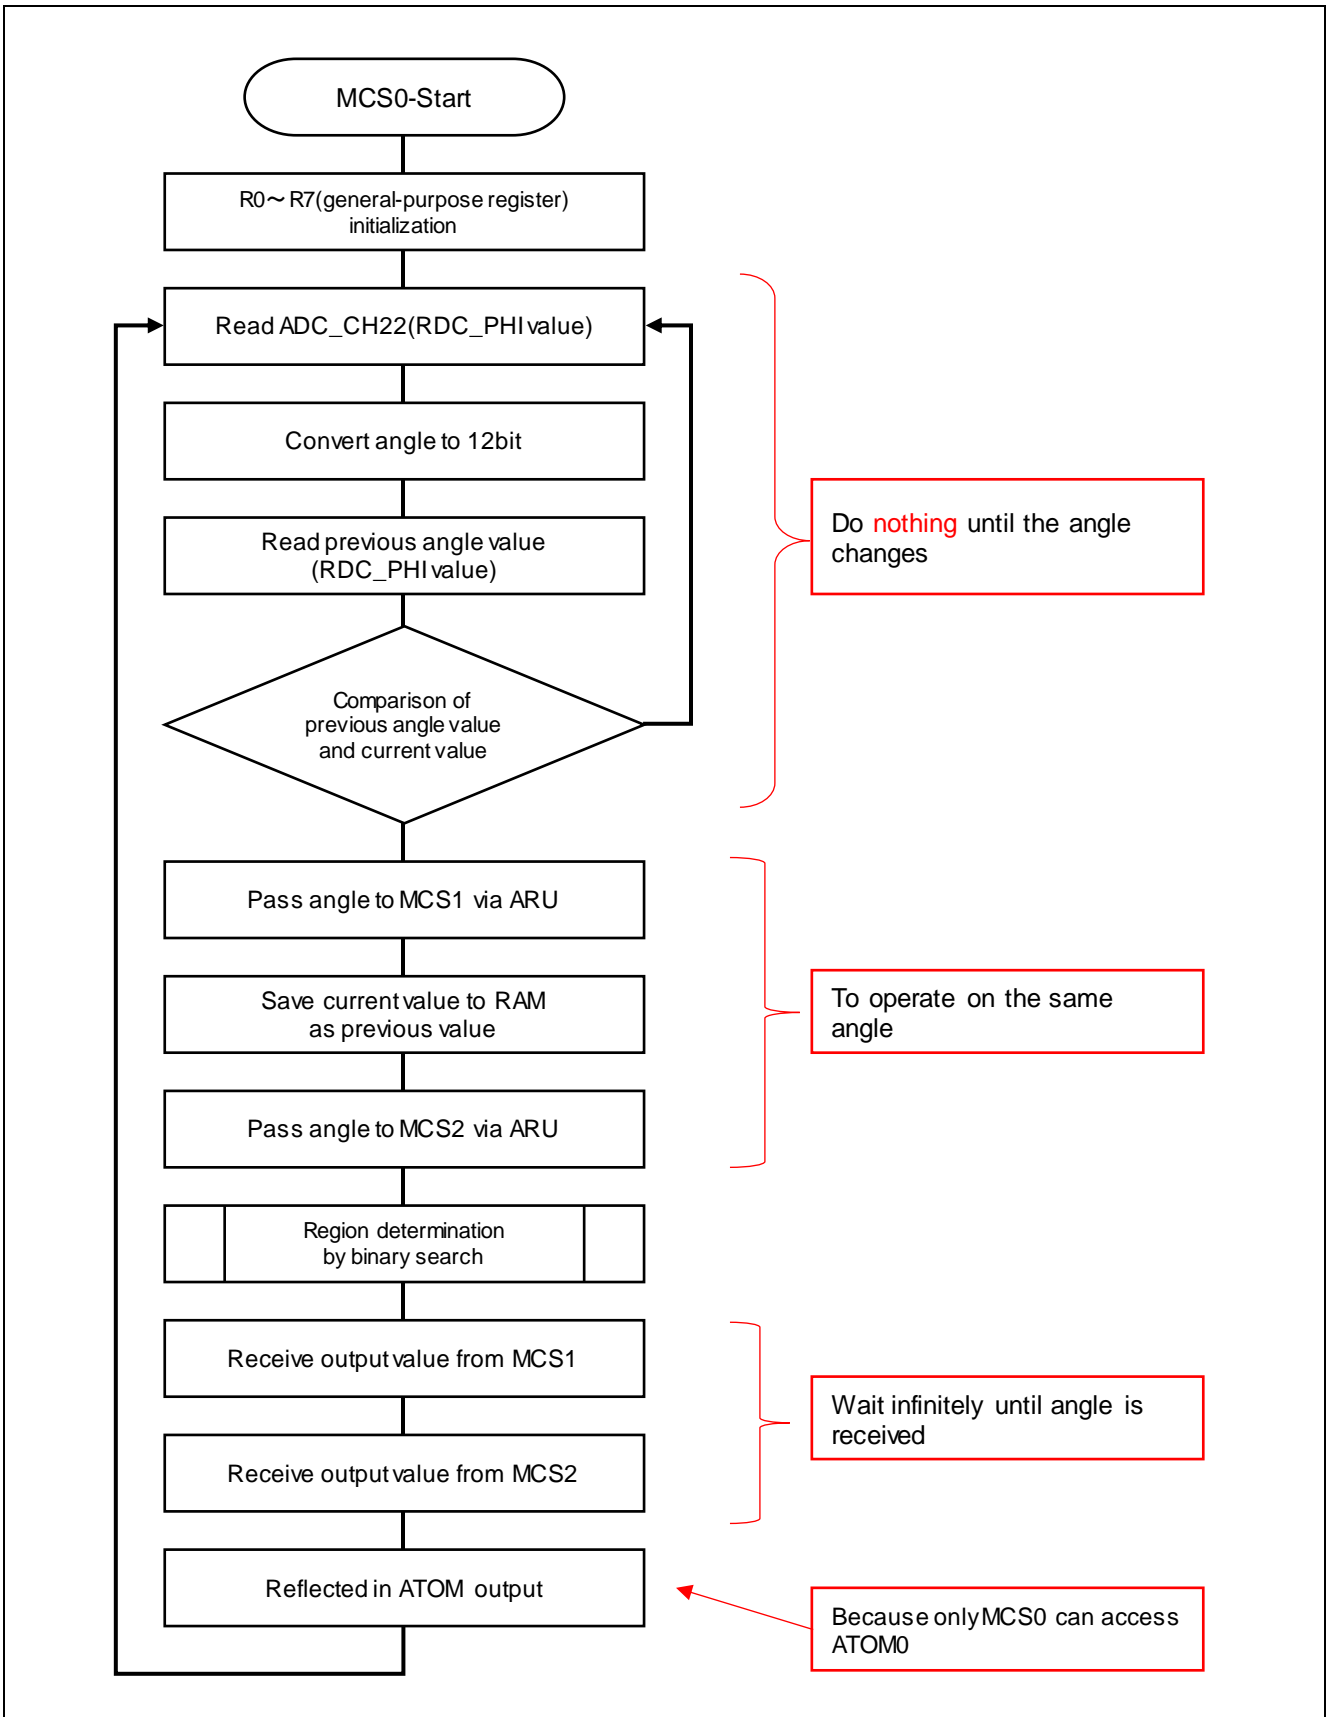 MCS0-Start
R0～R7(general-purpose register)
initialization
Read ADC_CH22(RDC_PHI value)
Convert angle to 12bit
Read previous angle value
(RDC_PHI value)
Do nothing until the angle
changes
Comparison of
previous angle value
and current value
Pass angle to MCS1 via ARU
Save current value to RAM
as previous value
To operate on the same
angle
Pass angle to MCS2 via ARU
Region determination
by binary search
Receive output value from MCS1
Wait infinitely until angle is
received
Receive output value from MCS2
Reflected in ATOM output
Because only MCS0 can access
ATOM0